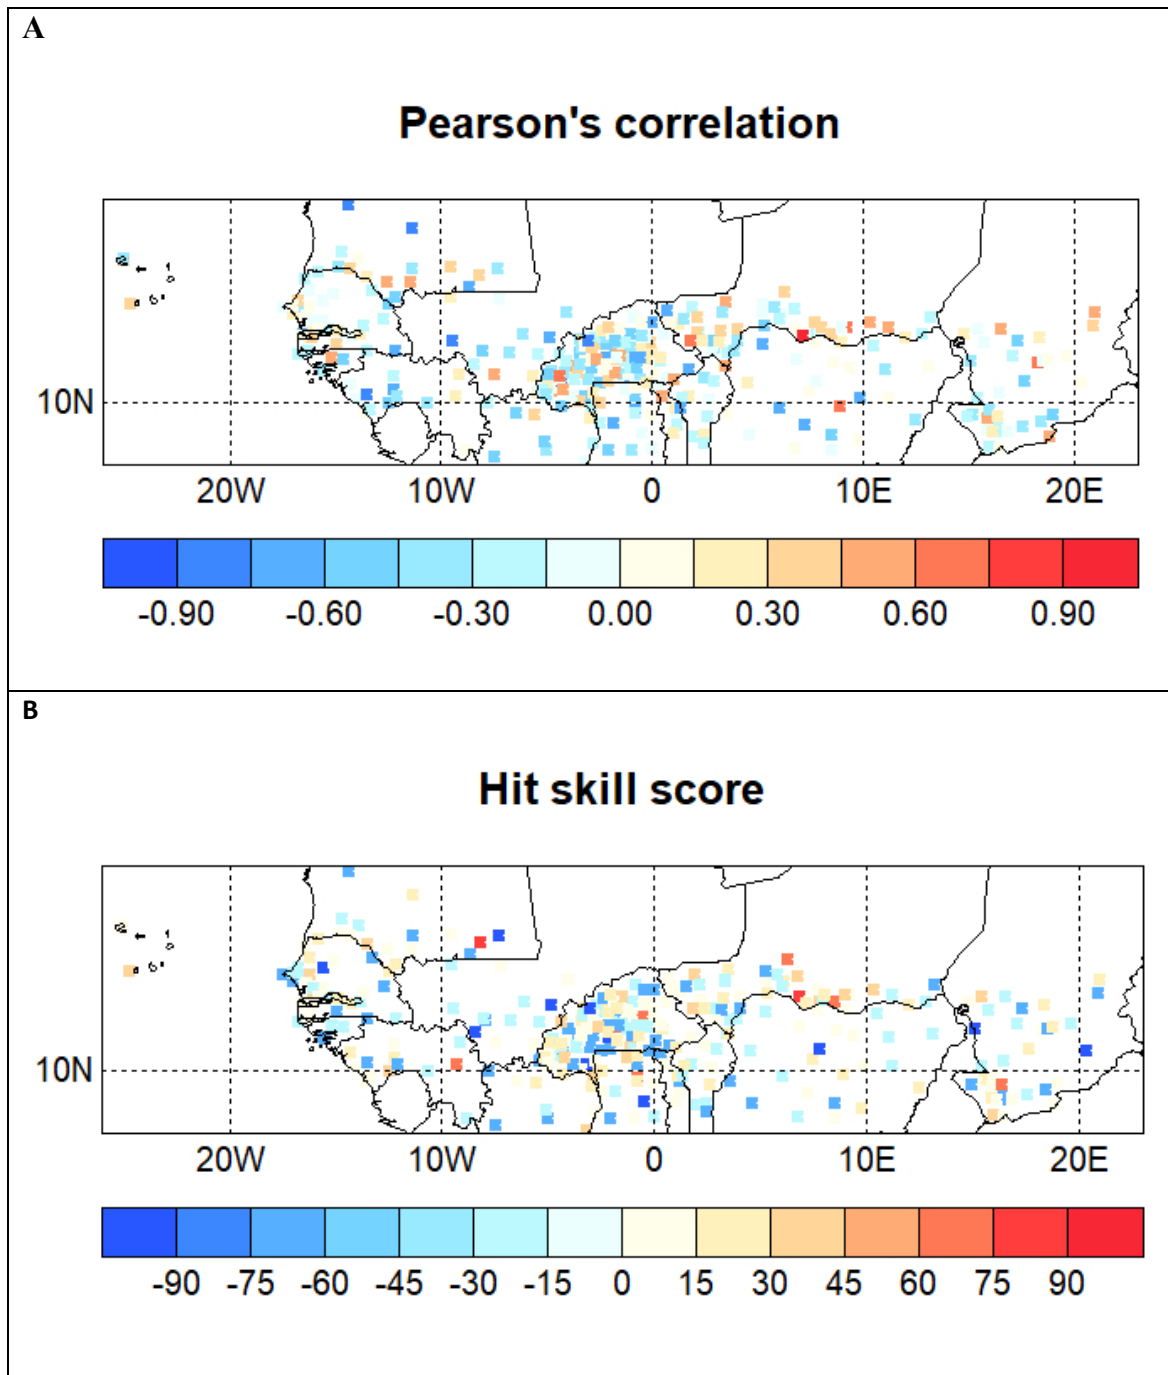 A
Pearson's correlation
10N
20W 10W 0 10E 20E
-0.90 -0.60 -0.30 0.00 0.30 0.60 0.90
B
Hit skill score
10N
20W 10W 0 10E 20E
-90 -75 -60 -45 -30 -15 0 15 30 45 60 75 90